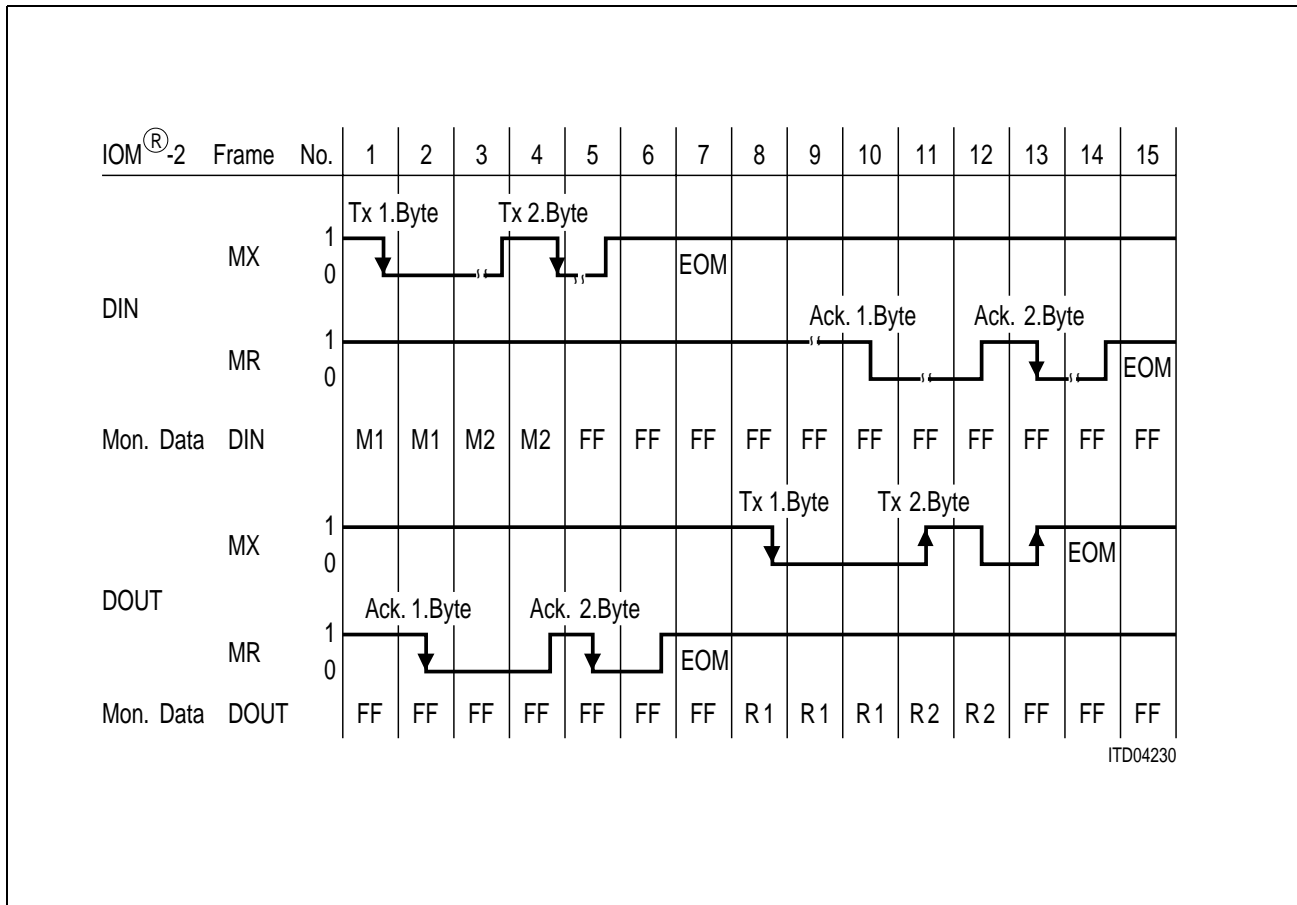 IOM®-2 Frame No. 1 2 3 4 5 6 7 8 9 10 11 12 13 14 15
Tx 1.Byte Tx 2.Byte
1
MX
0 EOM
DIN
Ack. 1.Byte Ack. 2.Byte
1
MR
0 EOM
Mon. Data DIN M1 M1 M2 M2 FF FF FF FF FF FF FF FF FF FF FF
Tx 1.Byte Tx 2.Byte
1
MX
0 EOM
DOUT
Ack. 1.Byte Ack. 2.Byte
1
MR
0 EOM
Mon. Data DOUT FF FF FF FF FF FF FF R1 R1 R1 R2 R2 FF FF FF
ITD04230